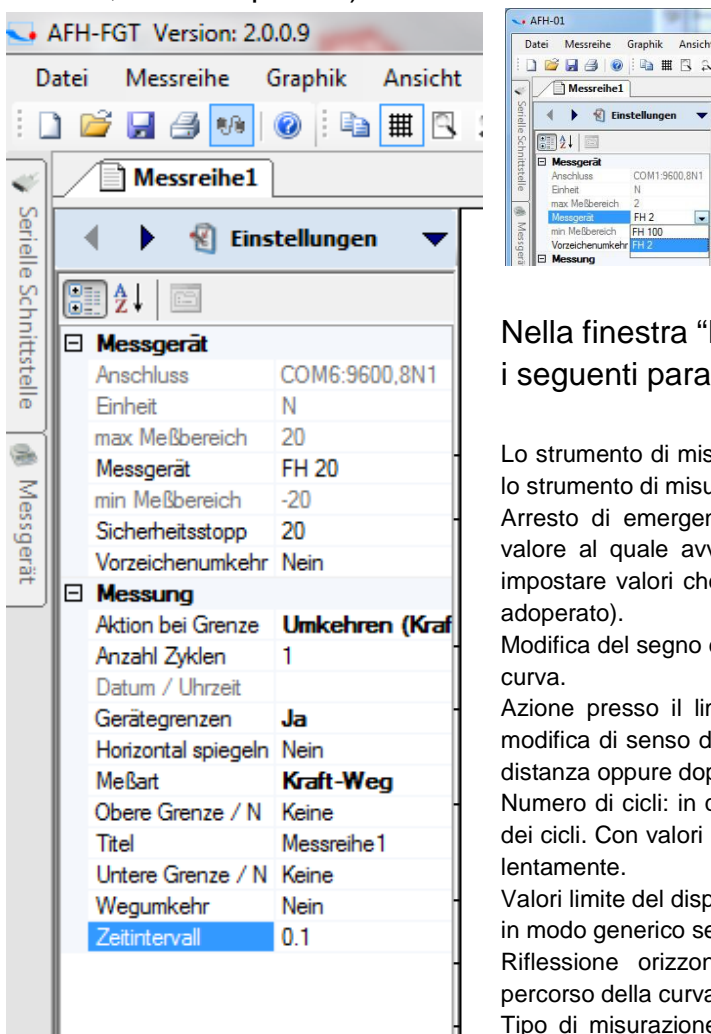 AFH-FGT Version: 2.0.0.9
Datei Messreihe Graphik Ansicht
Messreihe1
Serielle Schnittstelle
Messgerät
Einstellungen
Messgerät
Anschluss COM6:9600,8N1
Einheit N
max Meßbereich 20
Messgerät FH 20
min Meßbereich -20
Sicherheitsstopp 20
Vorzeichenumkehr Nein
Messung
Aktion bei Grenze Umkehren (Kraf
Anzahl Zyklen 1
Datum / Uhrzeit
Gerätegrenzen Ja
Horizontal spiegeln Nein
Meßart Kraft-Weg
Obere Grenze / N Keine
Titel Messreihe1
Untere Grenze / N Keine
Wegumkehr Nein
Zeitintervall 0.1
AFH-01
Datei Messreihe Graphik Ansich
Messreihe1
Serielle Schnittstelle
Messgerä
Einstellungen
Messgerät
Anschluss COM1:9600,8N1
Einheit N
max Meßbereich 2
Messgerät FH 2
min Meßbereich FH 100
Vorzeichenumkehr FH 2
Messung
Nella finestra “
i seguenti para
Lo strumento di mis
lo strumento di misu
Arresto di emerger
valore al quale avv
impostare valori che
adoperato).
Modifica del segno
curva.
Azione presso il lir
modifica di senso d
distanza oppure dop
Numero di cicli: in
dei cicli. Con valori
lentamente.
Valori limite del disp
in modo generico se
Riflessione orizzon
percorso della curva
Tipo di misurazione